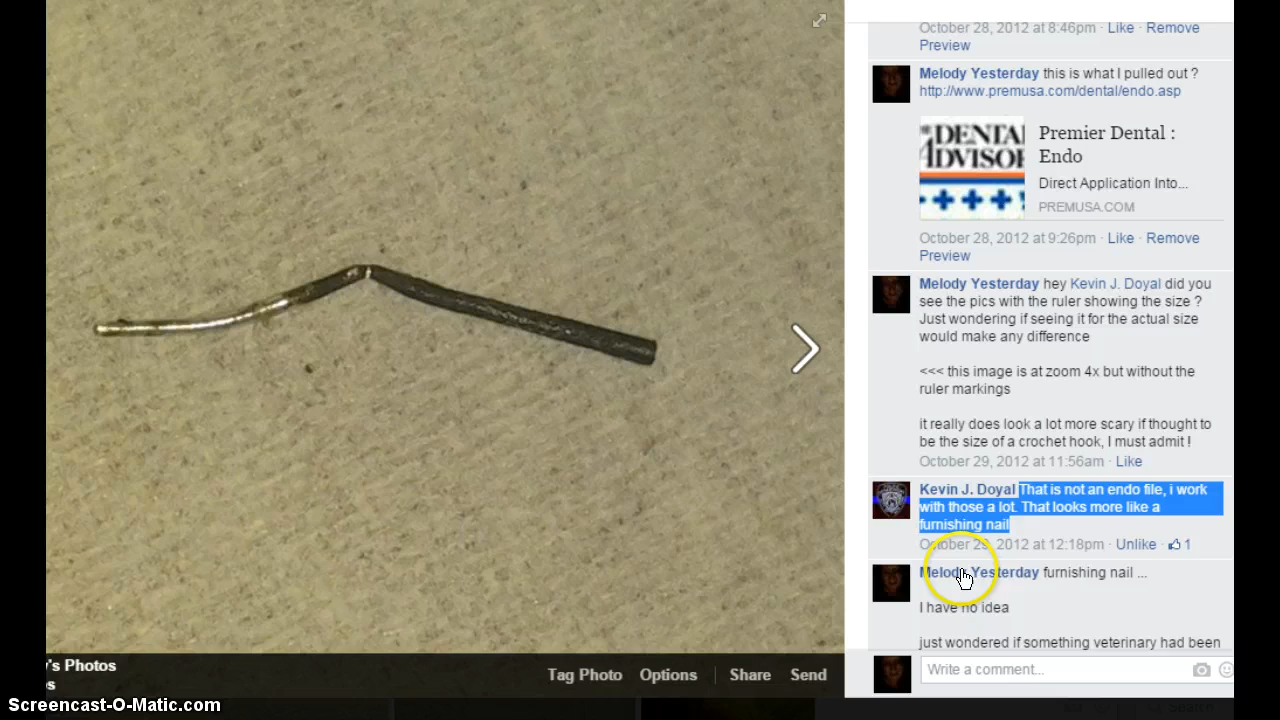 October 28, 2012 at 8:46pm · Like · Remove
Preview
Melody Yesterday this is what I pulled out ?
http://www.premusa.com/dental/endo.asp
DENTA
ADVISOR
Premier Dental :
Endo
Direct Application Into...
PREMUSA.COM
October 28, 2012 at 9:26pm · Like · Remove
Preview
Melody Yesterday hey Kevin J. Doyal did you
see the pics with the ruler showing the size ?
Just wondering if seeing it for the actual size
would make any difference
<<< this image is at zoom 4x but without the
ruler markings
it really does look a lot more scary if thought to
be the size of a crochet hook, I must admit !
October 29, 2012 at 11:56am · Like
Kevin J. Doyal That is not an endo file, i work
with those a lot. That looks more like a
furnishing nail
October 29, 2012 at 12:18pm · Unlike · 1
Melody Yesterday furnishing nail ...
I have no idea
just wondered if something veterinary had been
Write a comment...
y's Photos
os
Tag Photo Options Share Send
Screencast-O-Matic.com